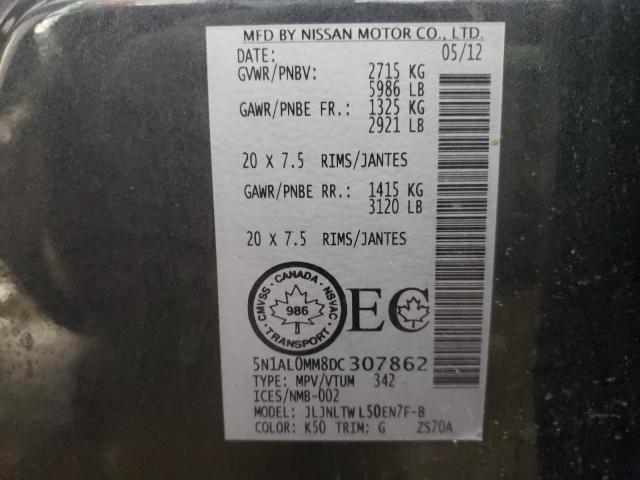 MFD BY NISSAN MOTOR CO., LTD.
DATE: 05/12
GVWR/PNBV: 2715 KG
5986 LB
GAWR/PNBE FR.: 1325 KG
2921 LB
20 X 7.5 RIMS/JANTES
GAWR/PNBE RR.: 1415 KG
3120 LB
20 X 7.5 RIMS/JANTES
CMVSS · CANADA · NSVAC · TRANSPORT ·
986
EC
5N1AL0MM8DC307862
TYPE: MPV/VTUM 342
ICES/NMB-002
MODEL: JLJNLTWL50EN7F-B
COLOR: K50 TRIM: G ZS70A